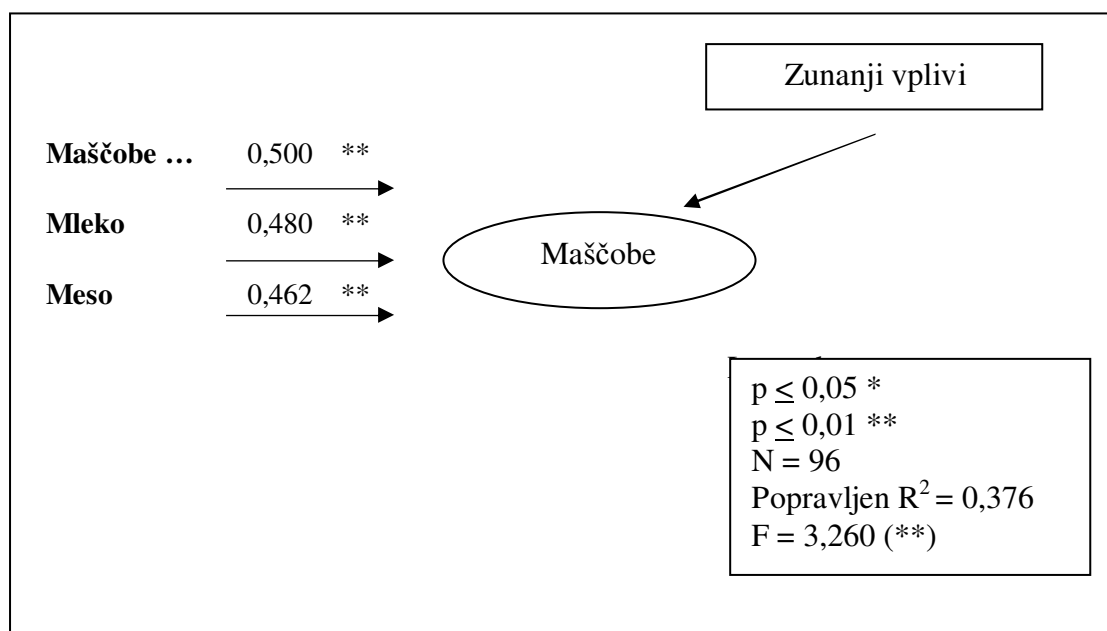 Zunanji vplivi
Maščobe … 0,500 **
Mleko 0,480 **
Meso 0,462 **
Maščobe
p ≤ 0,05 *
p ≤ 0,01 **
N = 96
Popravljen R² = 0,376
F = 3,260 (**)